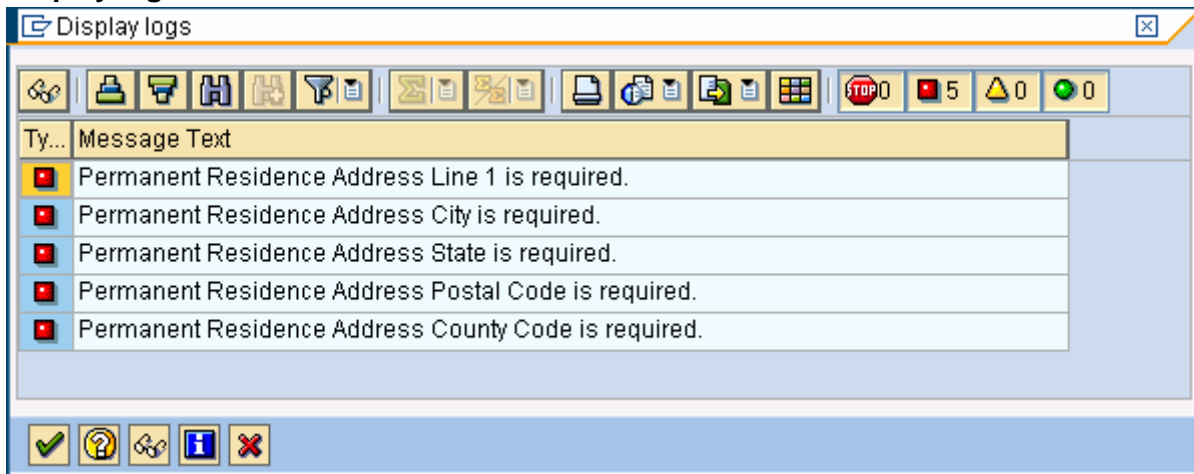 Display logs
STOP 0 5 0 0
Ty... Message Text
Permanent Residence Address Line 1 is required.
Permanent Residence Address City is required.
Permanent Residence Address State is required.
Permanent Residence Address Postal Code is required.
Permanent Residence Address County Code is required.